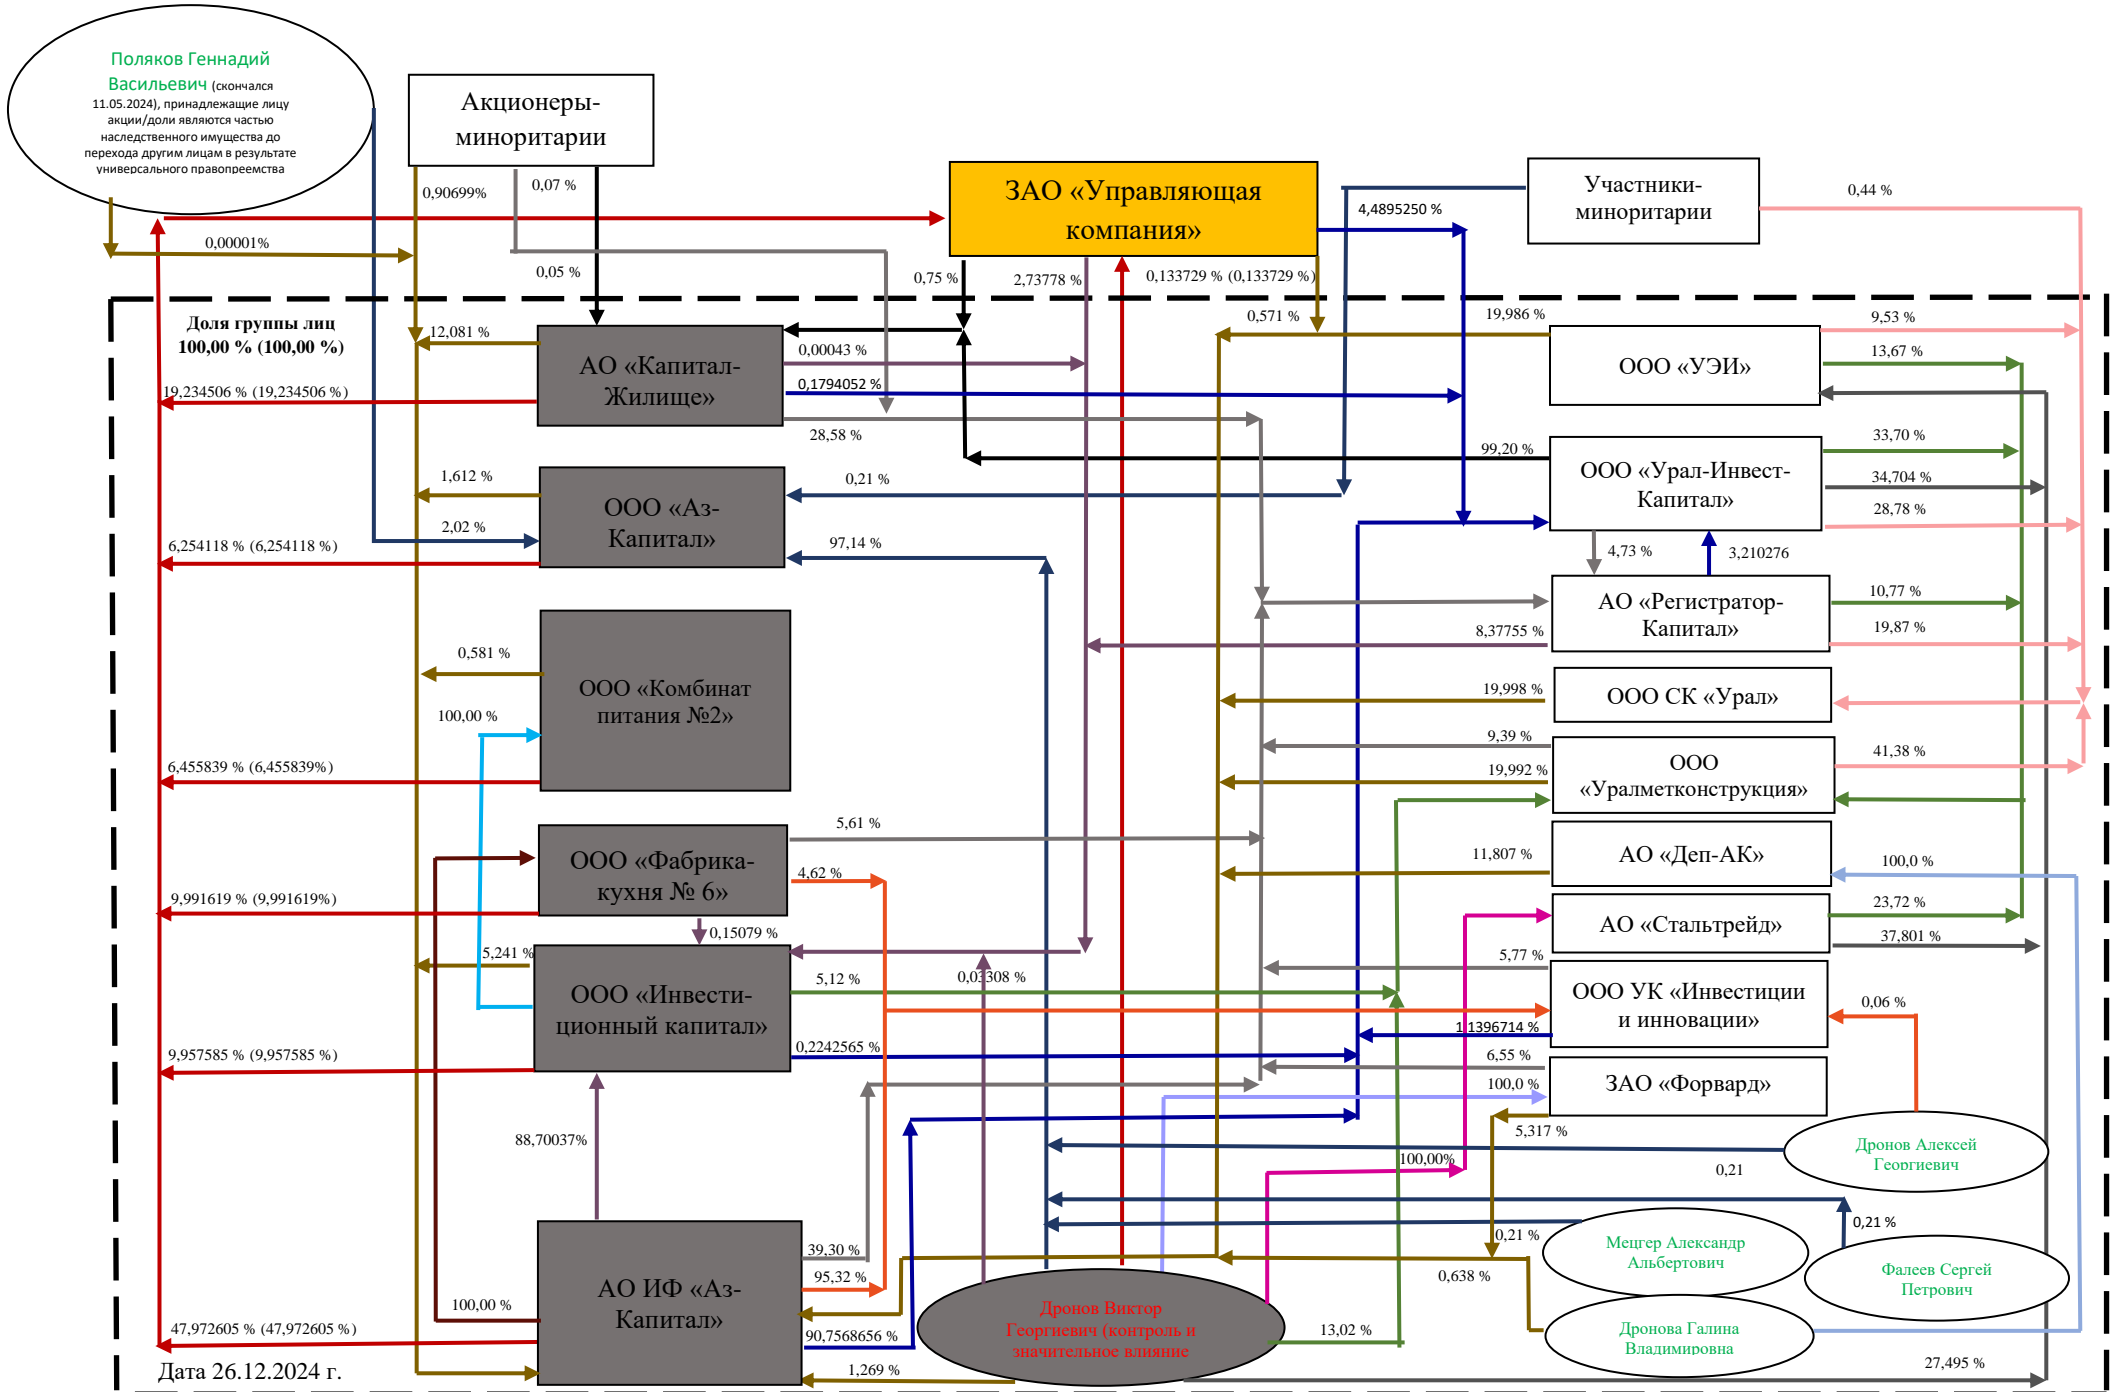 Поляков Геннадий
Васильевич (скончался
11.05.2024), принадлежащие лицу
акции/доли являются частью
наследственного имущества до
перехода другим лицам в результате
универсального правопреемства
Акционеры-
миноритарии
ЗАО «Управляющая
компания»
Участники-
миноритарии
0,44 %
0,90699%
0,07 %
4,4895250 %
0,00001%
0,05 %
0,75 %
2,73778 %
0,133729 % (0,133729 %)
Доля группы лиц
100,00 % (100,00 %)
12,081 %
0,571 %
19,986 %
9,53 %
АО «Капитал-
Жилище»
0,00043 %
0,1794052 %
28,58 %
ООО «УЭИ»
13,67 %
19,234506 % (19,234506 %)
99,20 %
33,70 %
1,612 %
0,21 %
ООО «Урал-Инвест-
Капитал»
34,704 %
28,78 %
ООО «Аз-
Капитал»
2,02 %
97,14 %
6,254118 % (6,254118 %)
4,73 %
3,210276
АО «Регистратор-
Капитал»
10,77 %
19,87 %
8,37755 %
0,581 %
ООО «Комбинат
питания №2»
100,00 %
19,998 %
ООО СК «Урал»
9,39 %
19,992 %
ООО
«Уралметконструкция»
41,38 %
6,455839 % (6,455839%)
5,61 %
ООО «Фабрика-
кухня № 6»
4,62 %
11,807 %
АО «Деп-АК»
100,0 %
9,991619 % (9,991619%)
0,15079 %
АО «Стальтрейд»
23,72 %
37,801 %
5,241
5,77 %
0,03308 %
5,12 %
ООО «Инвести-
ционный капитал»
ООО УК «Инвестиции
и инновации»
0,06 %
1,1396714 %
0,2242565 %
9,957585 % (9,957585 %)
6,55 %
100,0 %
ЗАО «Форвард»
88,70037%
5,317 %
100,00%
Дронов Алексей
Георгиевич
0,21
0,21 %
0,21 %
Мецгер Александр
Альбертович
Фалеев Сергей
Петрович
39,30 %
95,32 %
0,638 %
АО ИФ «Аз-
Капитал»
100,00 %
Дронов Виктор
Георгиевич (контроль и
значительное влияние
13,02 %
Дронова Галина
Владимировна
47,972605 % (47,972605 %)
90,7568656 %
1,269 %
27,495 %
Дата 26.12.2024 г.